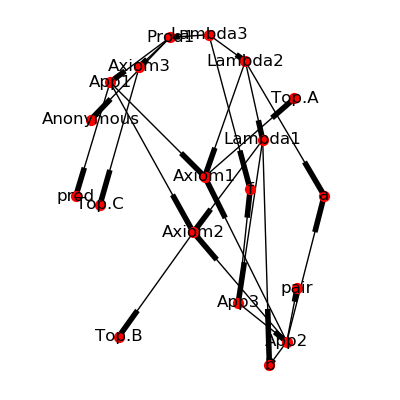 Prod1
Lambda3
Lambda2
Axiom3
App1
Top.A
Anonymous
Lambda1
Axiom1
prod
Top.C
a
Axiom2
pair
App3
Top.B
App2